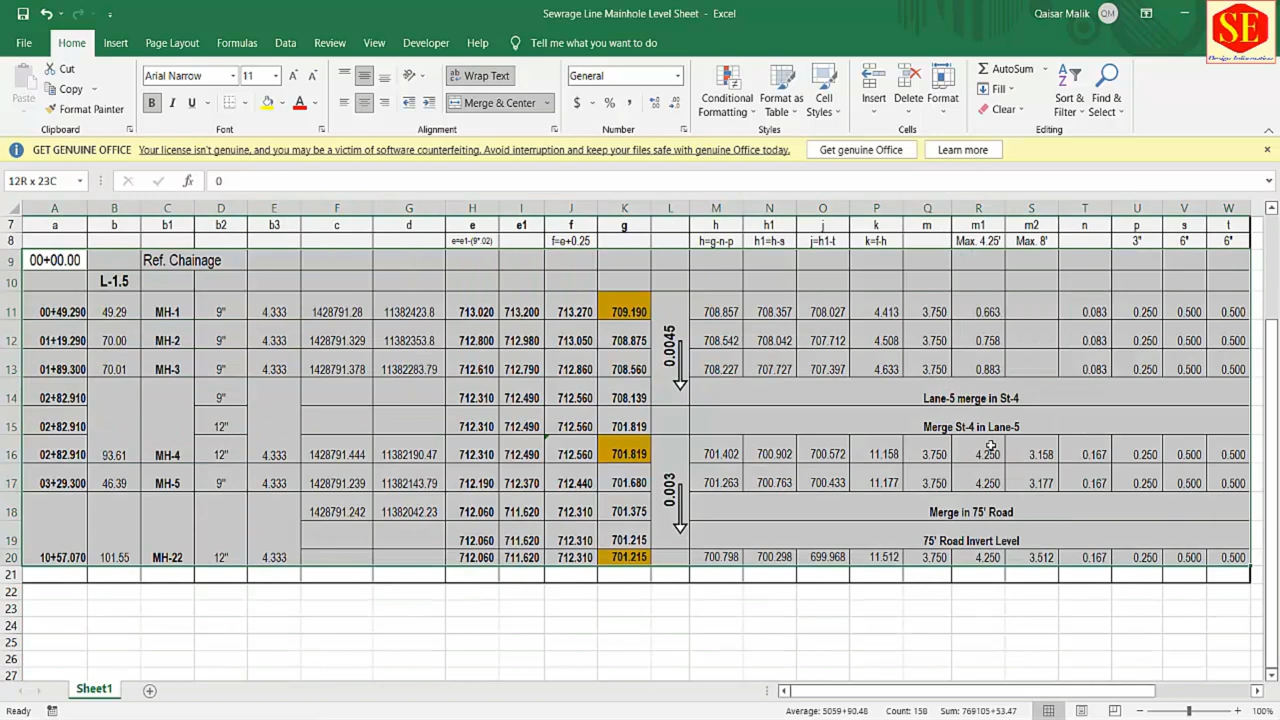 Sewrage Line Mainhole Level Sheet - Excel
Qaisar Malik QM
SE
Design Informatics
File Home Insert Page Layout Formulas Data Review View Developer Help Tell me what you want to do
Paste Cut Copy Format Painter
Clipboard
Arial Narrow 11 A A
B I U A
Font
ab Wrap Text
Merge & Center
Alignment
General
$ % ,
Number
Conditional Formatting Format as Table Cell Styles
Styles
Insert Delete Format
Cells
AutoSum Fill Clear Sort & Filter Find & Select
Editing
GET GENUINE OFFICE Your license isn't genuine, and you may be a victim of software counterfeiting. Avoid interruption and keep your files safe with genuine Office today. Get genuine Office Learn more
12R x 23C fx 0
A B C D E F G H I J K L M N O P Q R S T U V W
7 a b b1 b2 b3 c d e e1 f g h h1 j k m m1 m2 n p s t
8 e=e1-(9*.02) f=e+0.25 h=g-n-p h1=h-s j=h1-t k=f-h Max. 4.25' Max. 8' 3" 6" 6"
9 00+00.00 Ref. Chainage
10 L-1.5
11 00+49.290 49.29 MH-1 9" 4.333 1428791.28 11382423.8 713.020 713.200 713.270 709.190 708.857 708.357 708.027 4.413 3.750 0.663 0.083 0.250 0.500 0.500
0.0045
12 01+19.290 70.00 MH-2 9" 4.333 1428791.329 11382353.8 712.800 712.980 713.050 708.875 708.542 708.042 707.712 4.508 3.750 0.758 0.083 0.250 0.500 0.500
13 01+89.300 70.01 MH-3 9" 4.333 1428791.378 11382283.79 712.610 712.790 712.860 708.560 708.227 707.727 707.397 4.633 3.750 0.883 0.083 0.250 0.500 0.500
14 02+82.910 9" 712.310 712.490 712.560 708.139 Lane-5 merge in St-4
15 02+82.910 12" 712.310 712.490 712.560 701.819 Merge St-4 in Lane-5
16 02+82.910 93.61 MH-4 12" 4.333 1428791.444 11382190.47 712.310 712.490 712.560 701.819 701.402 700.902 700.572 11.158 3.750 4.250 3.158 0.167 0.250 0.500 0.500
0.003
17 03+29.300 46.39 MH-5 9" 4.333 1428791.239 11382143.79 712.190 712.370 712.440 701.680 701.263 700.763 700.433 11.177 3.750 4.250 3.177 0.167 0.250 0.500 0.500
18 1428791.242 11382042.23 712.060 711.620 712.310 701.375 Merge in 75' Road
19 712.060 711.620 712.310 701.215 75' Road Invert Level
20 10+57.070 101.55 MH-22 12" 4.333 712.060 711.620 712.310 701.215 700.798 700.298 699.968 11.512 3.750 4.250 3.512 0.167 0.250 0.500 0.500
21
22
23
24
25
26
27
Sheet1
Ready Average: 5059+90.48 Count: 158 Sum: 769105+53.47 100%